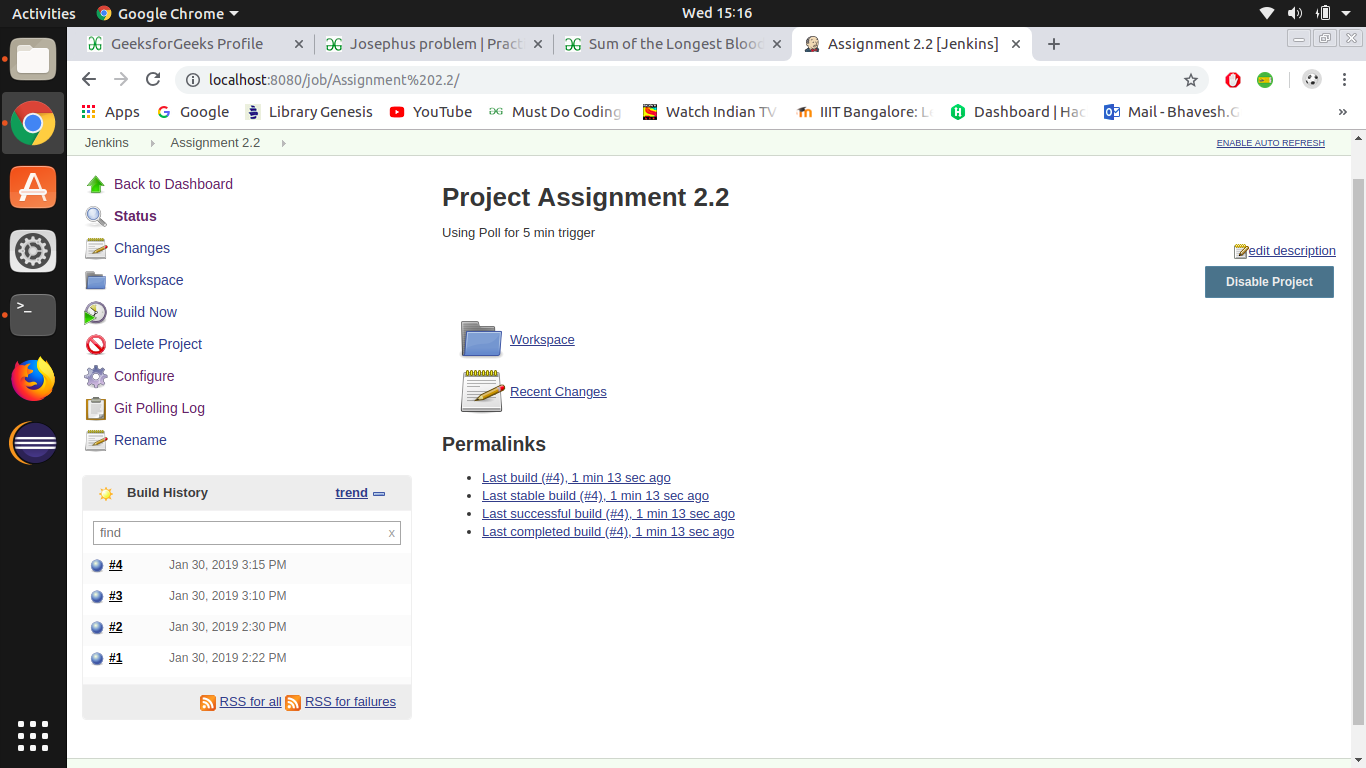 Activities Google Chrome Wed 15:16
GeeksforGeeks Profile Josephus problem | Pract Sum of the Longest Blood Assignment 2.2 [Jenkins]
localhost:8080/job/Assignment%202.2/
Apps Google Library Genesis YouTube Must Do Coding Watch Indian TV IIIT Bangalore: Le Dashboard | Hac Mail - Bhavesh.G »
Jenkins Assignment 2.2 ENABLE AUTO REFRESH
Back to Dashboard
Status
Changes
Workspace
Build Now
Delete Project
Configure
Git Polling Log
Rename
Build History trend
find x
#4 Jan 30, 2019 3:15 PM
#3 Jan 30, 2019 3:10 PM
#2 Jan 30, 2019 2:30 PM
#1 Jan 30, 2019 2:22 PM
RSS for all RSS for failures
Project Assignment 2.2
Using Poll for 5 min trigger
edit description
Disable Project
Workspace
Recent Changes
Permalinks
Last build (#4), 1 min 13 sec ago
Last stable build (#4), 1 min 13 sec ago
Last successful build (#4), 1 min 13 sec ago
Last completed build (#4), 1 min 13 sec ago